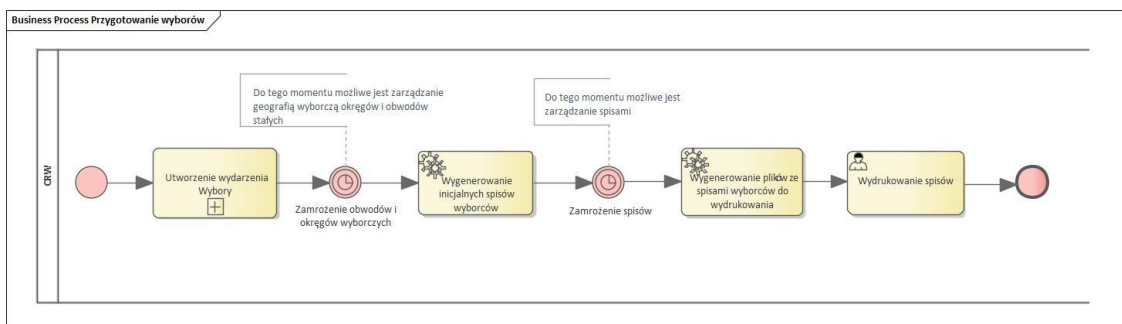 Business Process Przygotowanie wyborów
CRW
Do tego momentu możliwe jest zarządzanie
geografią wyborczą okręgów i obwodów
stałych
Do tego momentu możliwe jest
zarządzanie spisami
Utworzenie wydarzenia
Wybory
Zamrożenie obwodów i
okręgów wyborczych
Wygenerowanie
inicjalnych spisów
wyborców
Zamrożenie spisów
Wygenerowanie plików ze
spisami wyborców do
wydrukowania
Wydrukowanie spisów